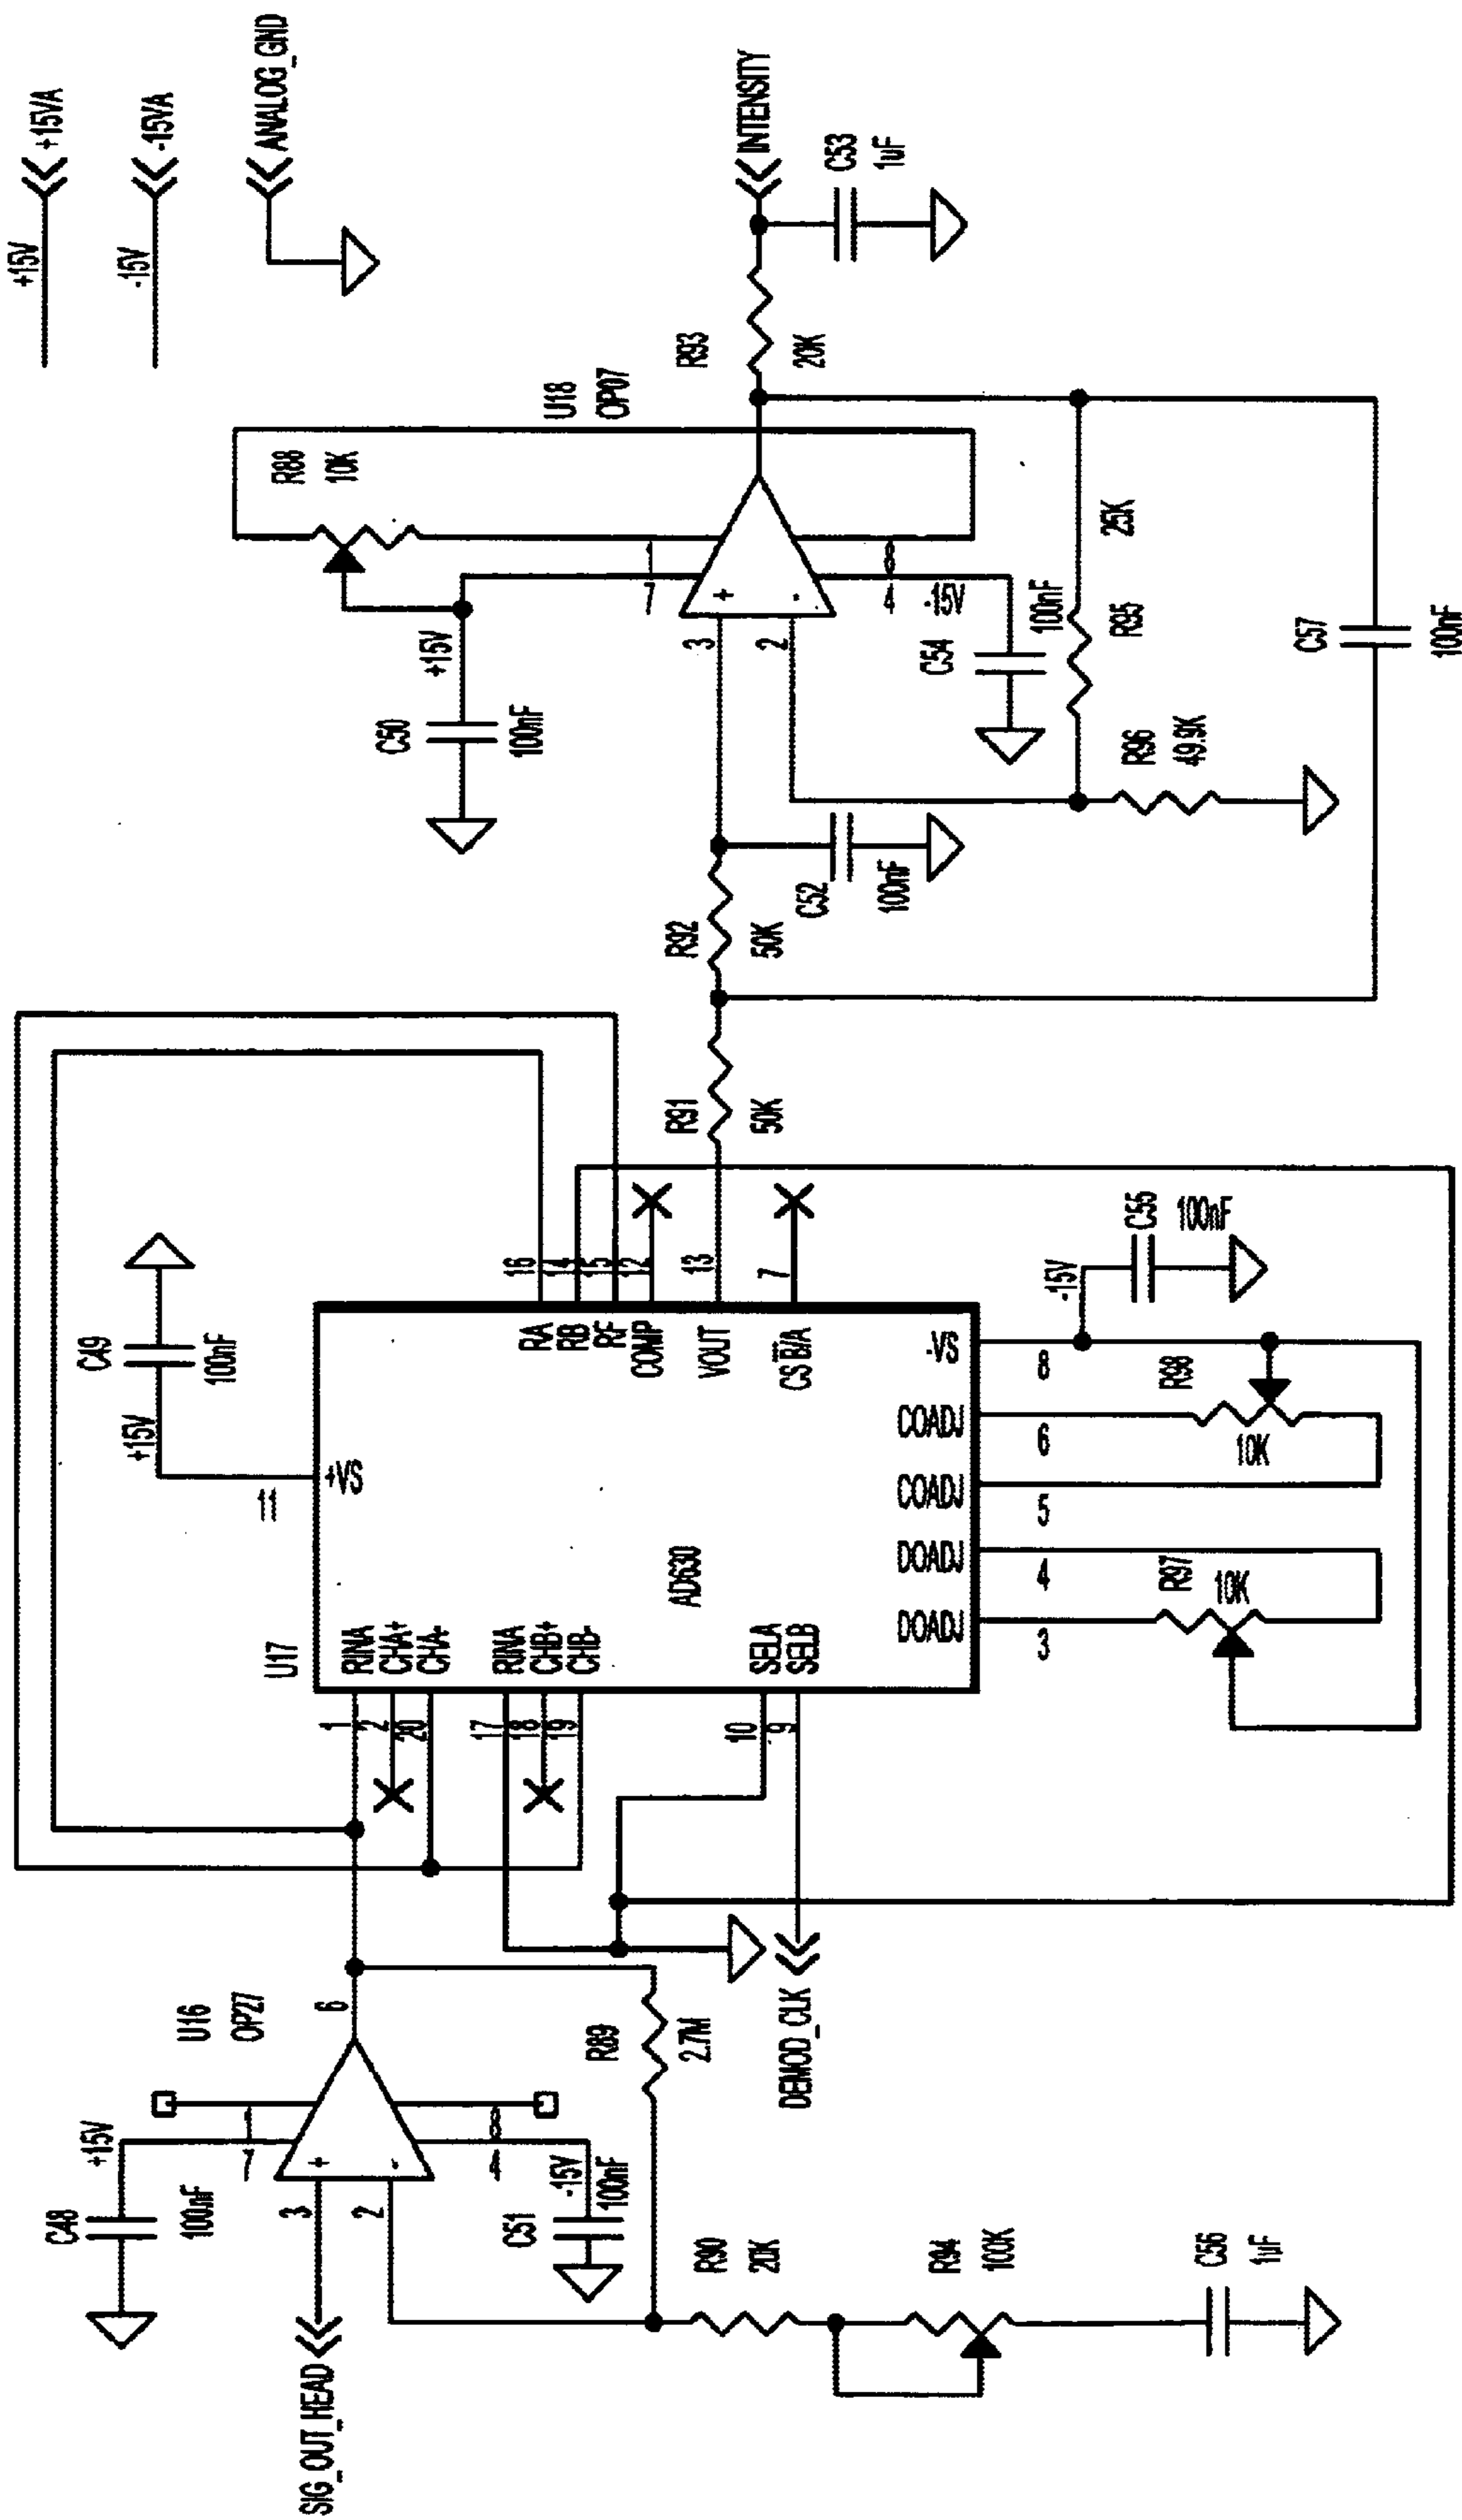 +15V
+15VA
-15V
-15VA
ANALOG_GND
C48
100nF
+15V
7
1
U16
OP27
3
+
2
-
6
8
4
-15V
C51
100nF
SIG_OUT_HEAD
R89
2.7M
R90
20K
R94
100K
C56
1uF
DEMOD_CLK
C49
100nF
+15V
11
+VS
U17
AD630
1
RINA
2
CHA+
20
CHA-
17
RINA
18
CHB+
19
CHB-
10
SELA
9
SELB
16
RA
14
RB
15
RF
12
COMP
13
VOUT
7
CS B/A
-VS
8
COADJ
6
COADJ
5
DOADJ
4
DOADJ
3
-15V
C55
100nF
R98
10K
R97
10K
R91
50K
R92
50K
C52
100nF
C50
100nF
+15V
R88
10K
U18
OP07
7
1
3
+
2
-
4
8
-15V
C54
100nF
R95
25K
R96
49.9K
C57
100nF
R93
20K
INTENSITY
C53
1uF